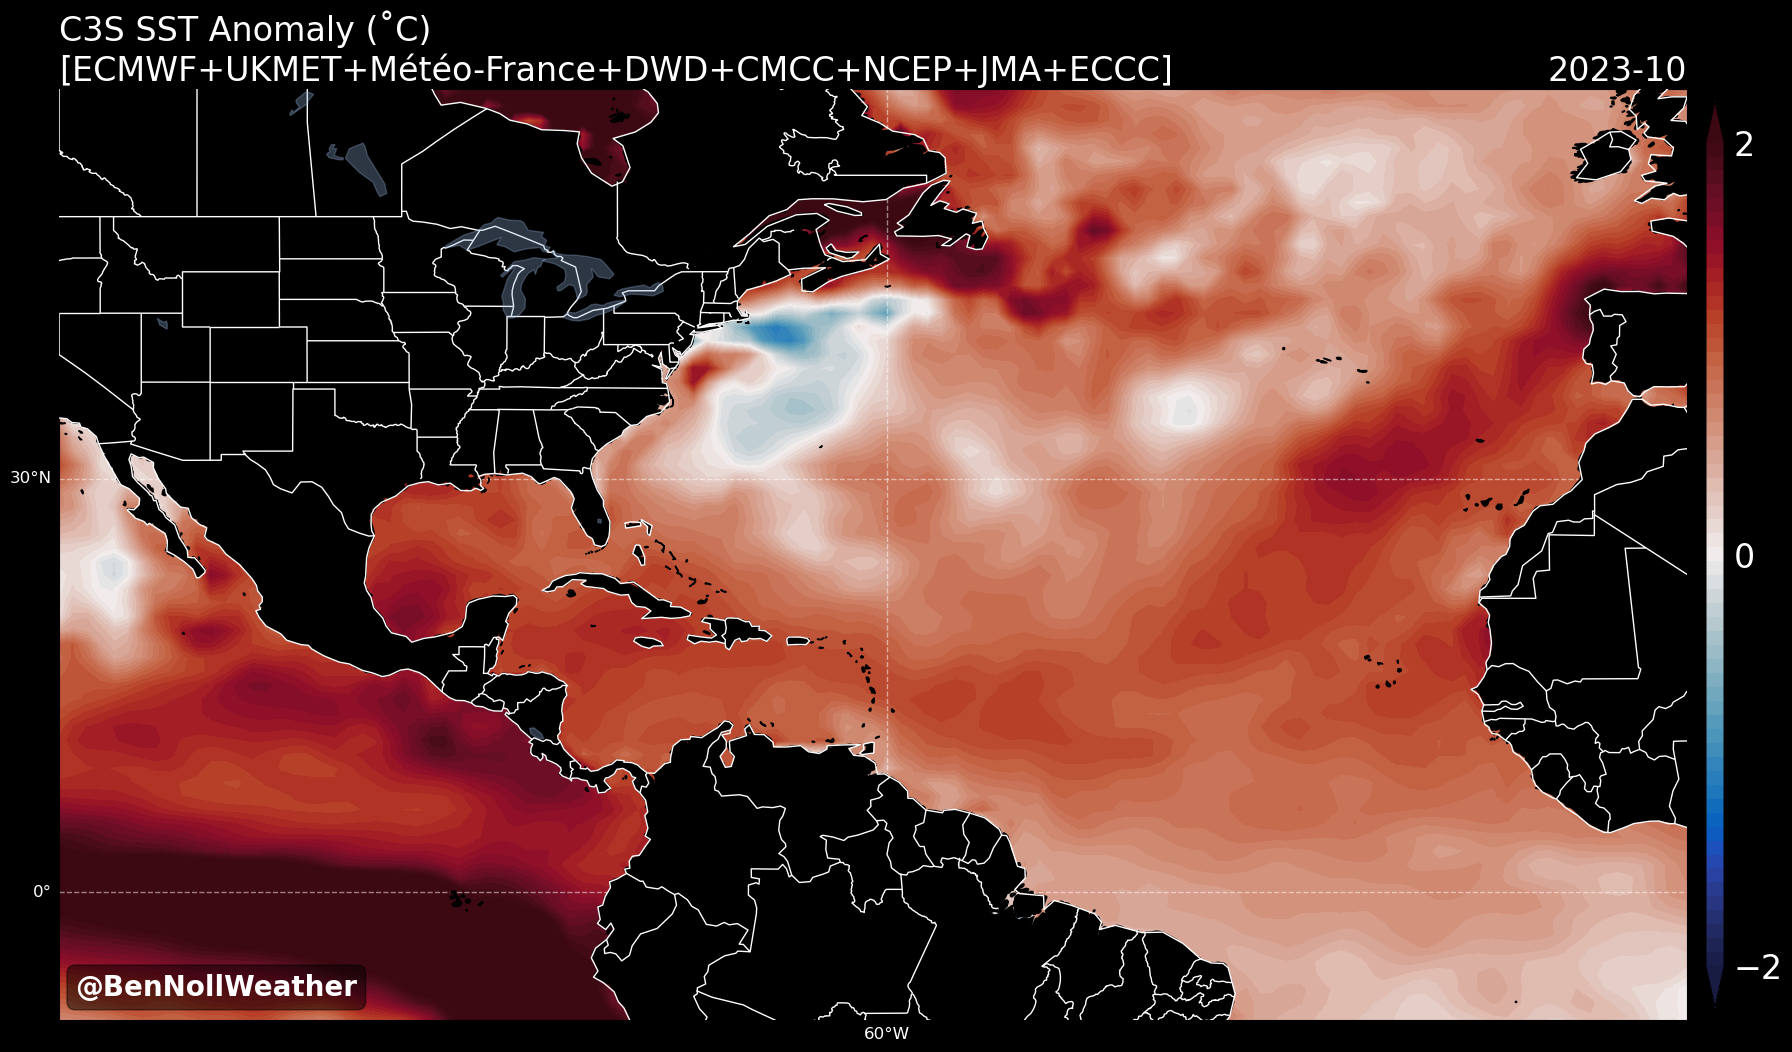 C3S SST Anomaly (˚C)
[ECMWF+UKMET+Météo-France+DWD+CMCC+NCEP+JMA+ECCC]
2023-10
2
30°N
0
0°
−2
@BenNollWeather
60°W